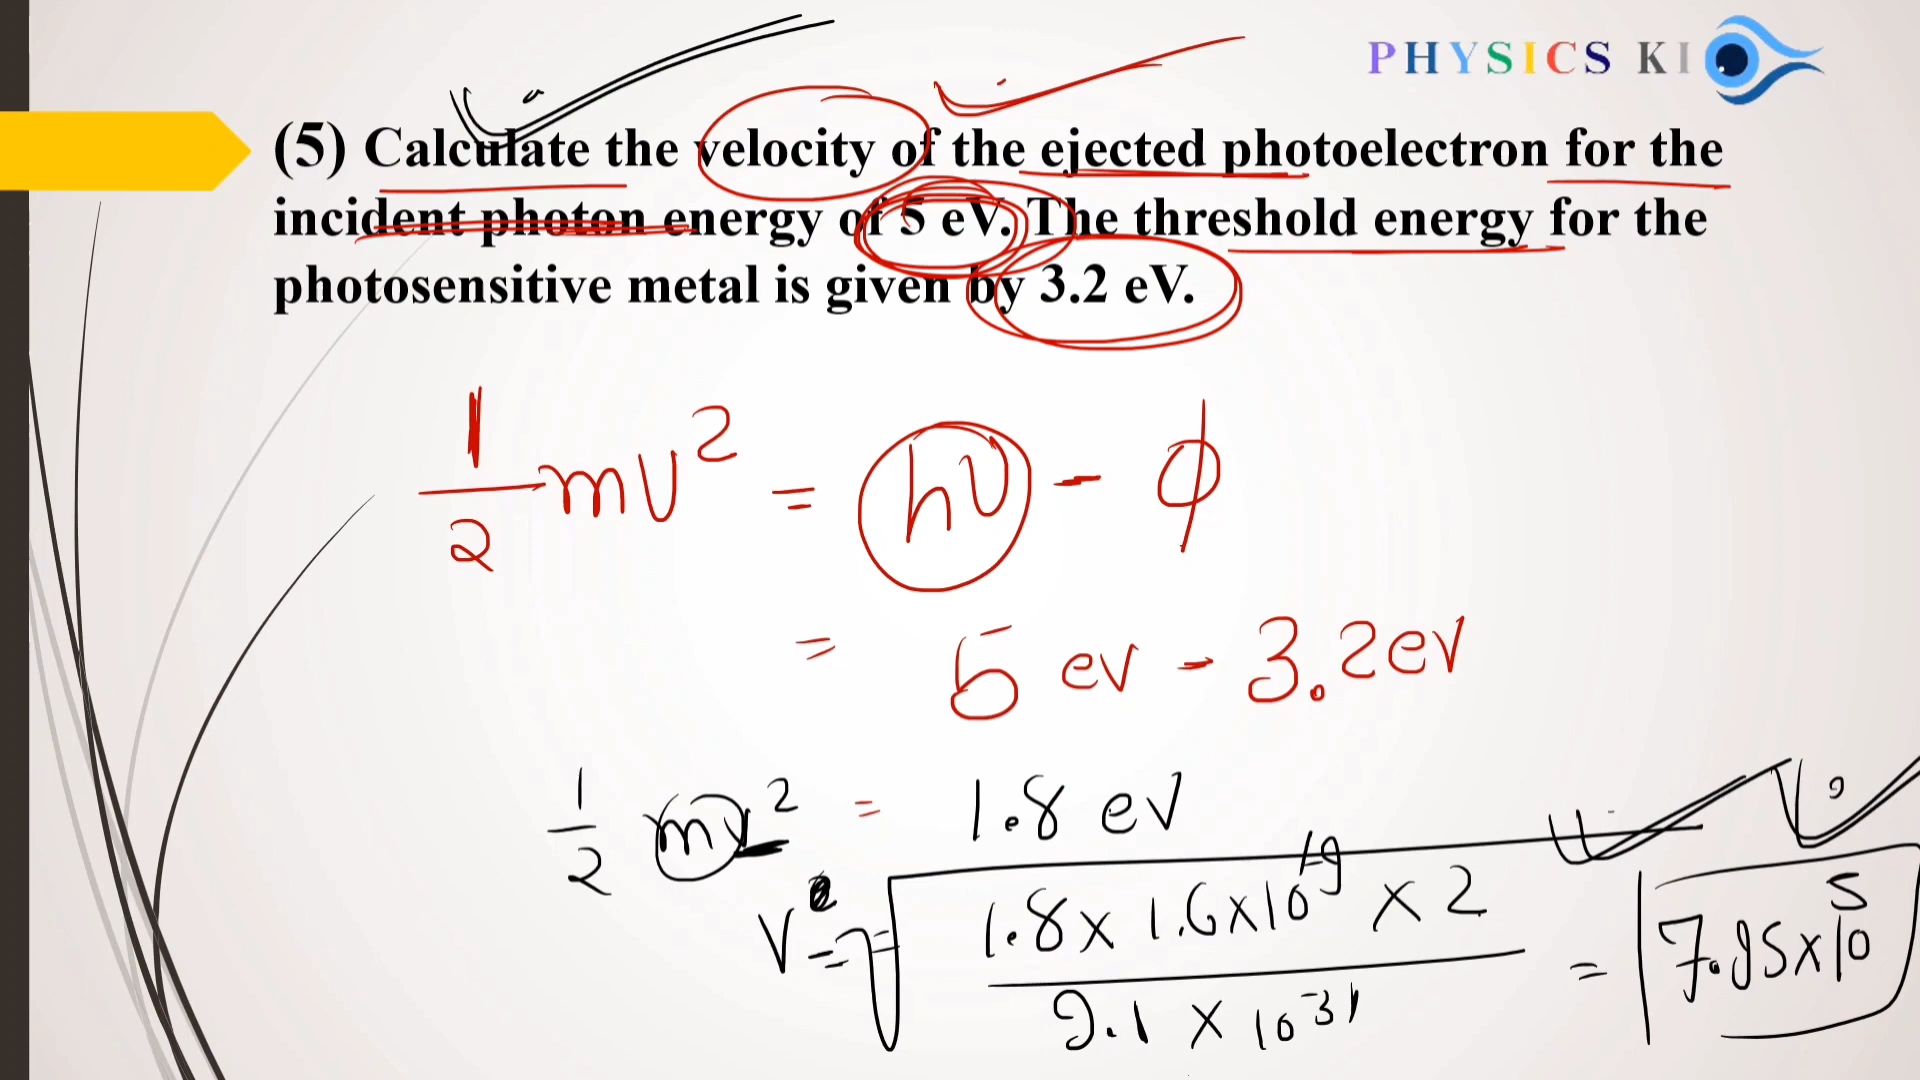 PHYSICS KI
(5) Calculate the velocity of the ejected photoelectron for the
incident photon energy of 5 eV. The threshold energy for the
photosensitive metal is given by 3.2 eV.
1/2 mv² = hν - ϕ
= 5 ev - 3.2 ev
1/2 mv² = 1.8 ev
v = √(1.8 x 1.6 x 10⁻¹⁹ x 2 / 9.1 x 10⁻³¹) = 7.95 x 10⁵